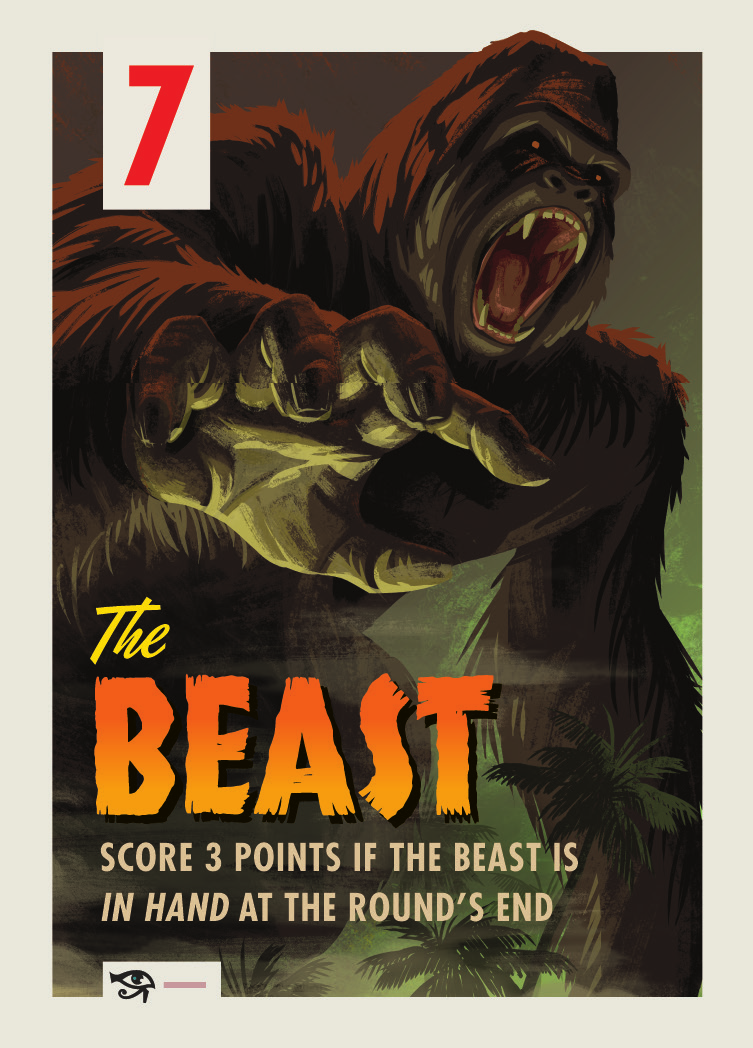 7
The
BEAST
SCORE 3 POINTS IF THE BEAST IS
IN HAND AT THE ROUND'S END